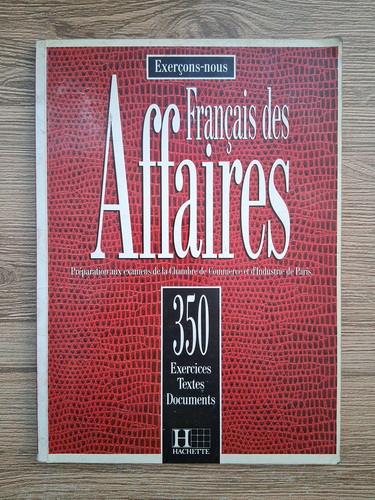 Exerçons-nous
Français des
Affaires
Préparation aux examens de la Chambre de Commerce et d'Industrie de Paris
350
Exercices
Textes
Documents
H
HACHETTE